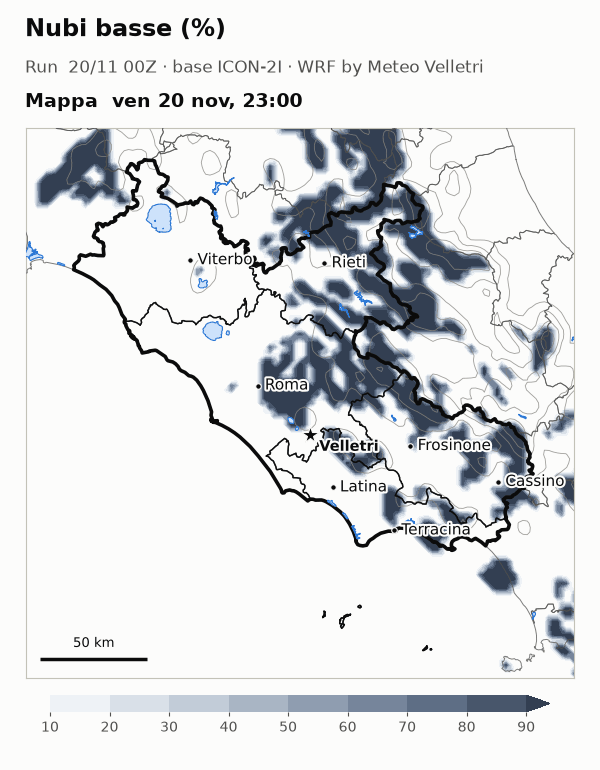 Nubi basse (%)
Run  20/11 00Z · base ICON-2I · WRF by Meteo Velletri
Mappa  ven 20 nov, 23:00
Viterbo
Rieti
Roma
Velletri
Frosinone
Cassino
Latina
Terracina
50 km
10 20 30 40 50 60 70 80 90